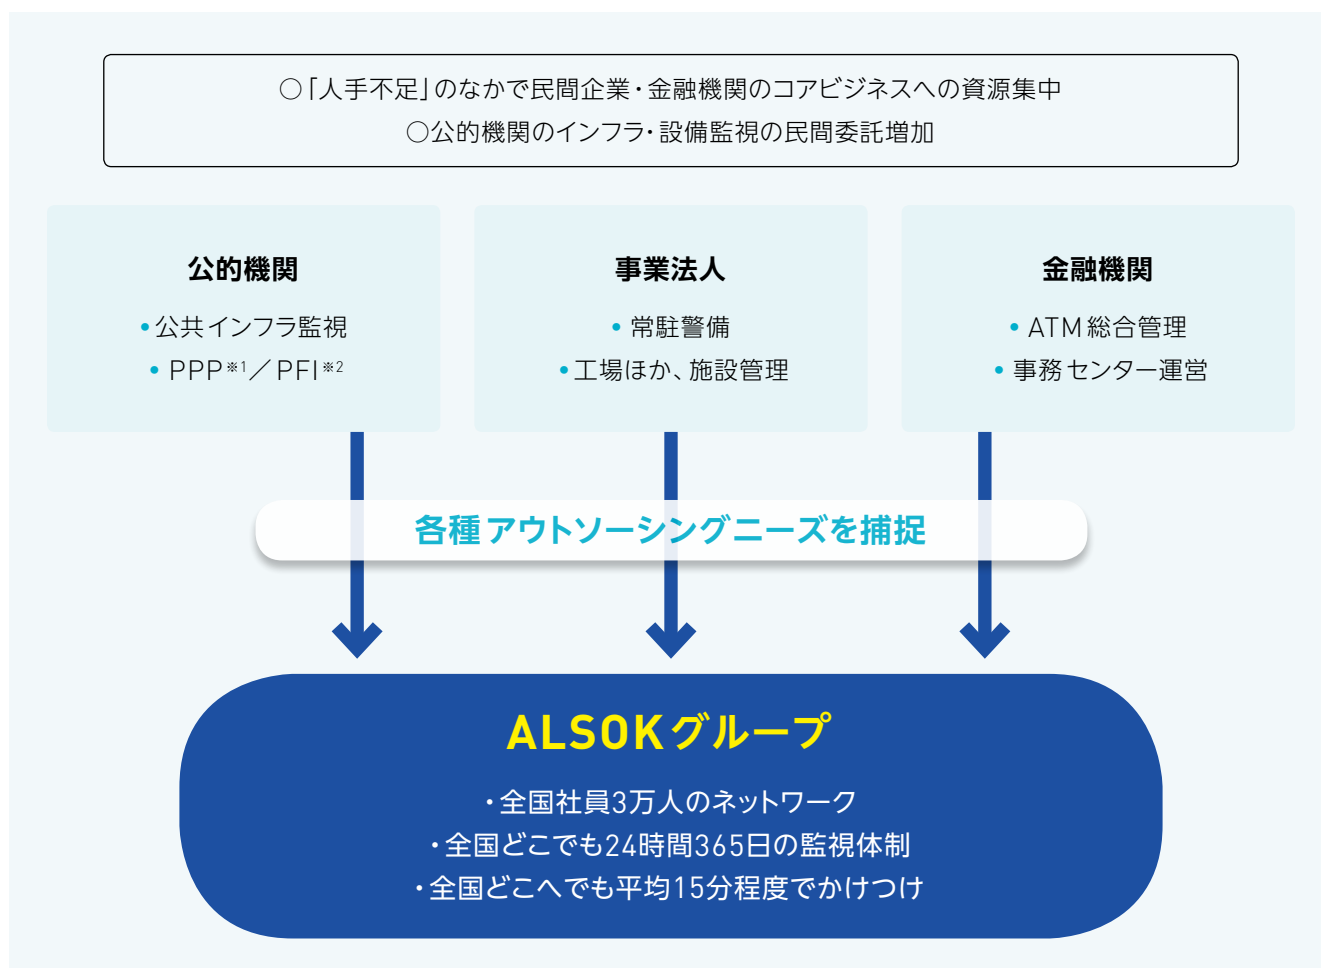 ○「人手不足」のなかで民間企業・金融機関のコアビジネスへの資源集中
○公的機関のインフラ・設備監視の民間委託増加
公的機関
•公共インフラ監視
• PPP※1／PFI※2
事業法人
• 常駐警備
•工場ほか、施設管理
金融機関
• ATM総合管理
• 事務センター運営
各種アウトソーシングニーズを捕捉
ALSOKグループ
・全国社員3万人のネットワーク
・全国どこでも24時間365日の監視体制
・全国どこへでも平均15分程度でかけつけ